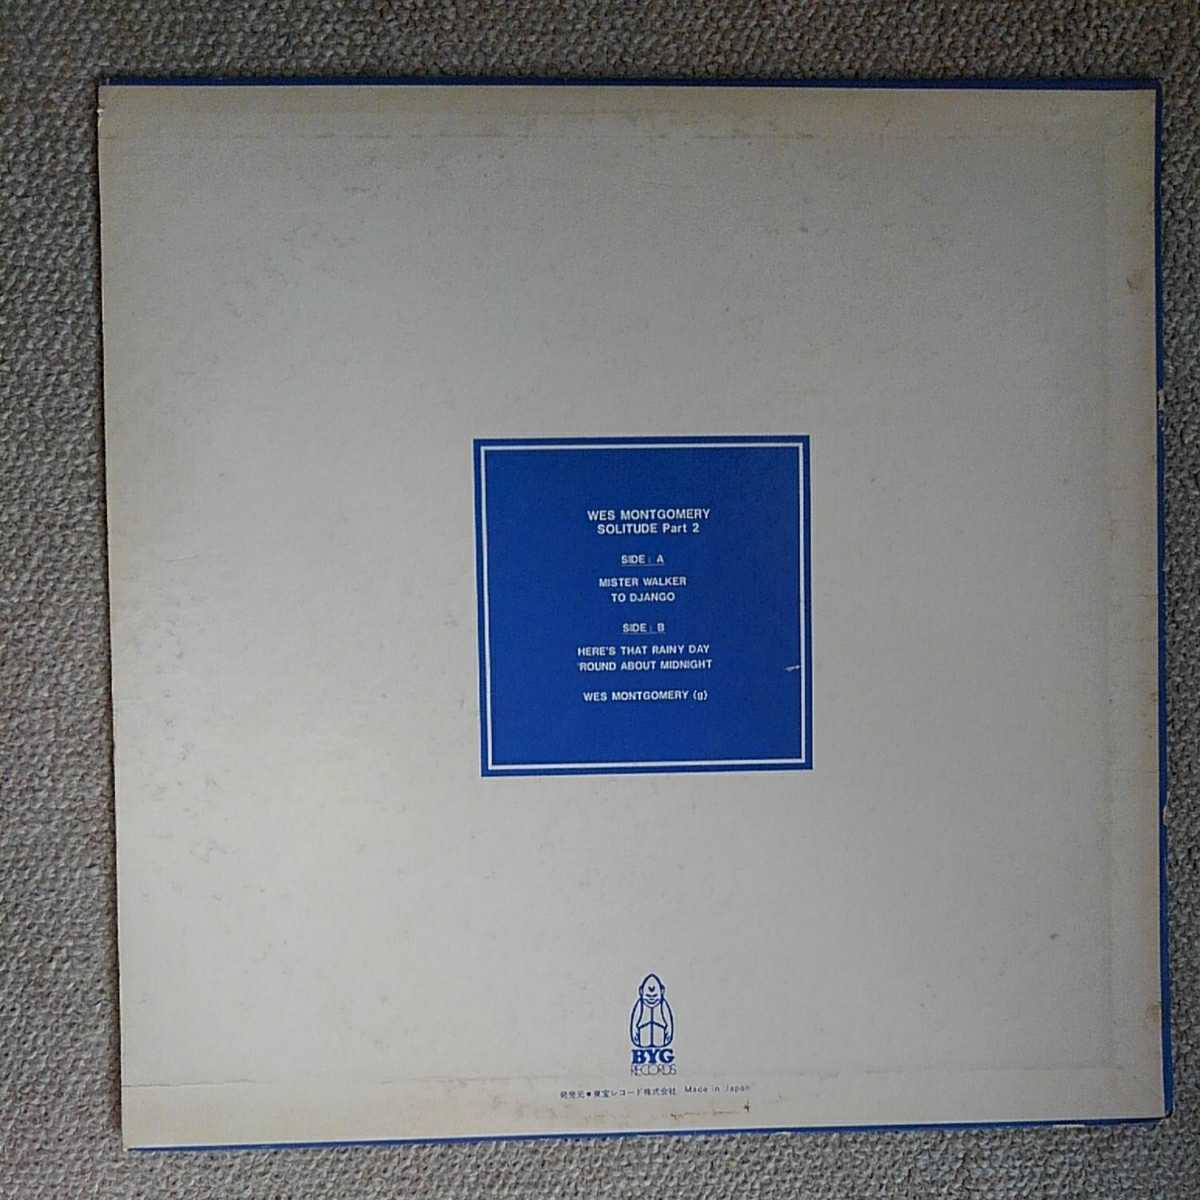 WES MONTGOMERY
SOLITUDE Part 2
SIDE : A
MISTER WALKER
TO DJANGO
SIDE : B
HERE'S THAT RAINY DAY
'ROUND ABOUT MIDNIGHT
WES MONTGOMERY (g)
BYG
RECORDS
発売元●東宝レコード株式会社 Made in Japan